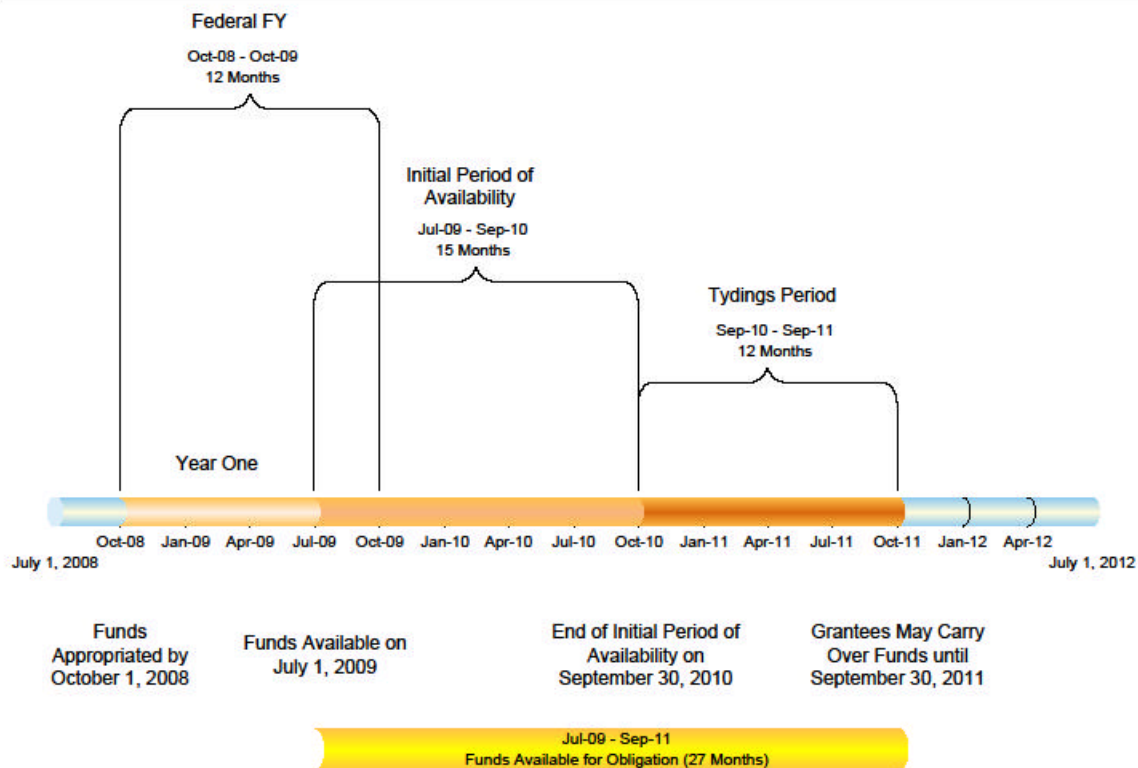 Federal FY
Oct-08 - Oct-09
12 Months
Initial Period of
Availability
Jul-09 - Sep-10
15 Months
Tydings Period
Sep-10 - Sep-11
12 Months
Year One
Oct-08 Jan-09 Apr-09 Jul-09 Oct-09 Jan-10 Apr-10 Jul-10 Oct-10 Jan-11 Apr-11 Jul-11 Oct-11 Jan-12 Apr-12
July 1, 2008 July 1, 2012
Funds
Appropriated by
October 1, 2008
Funds Available on
July 1, 2009
End of Initial Period of
Availability on
September 30, 2010
Grantees May Carry
Over Funds until
September 30, 2011
Jul-09 - Sep-11
Funds Available for Obligation (27 Months)